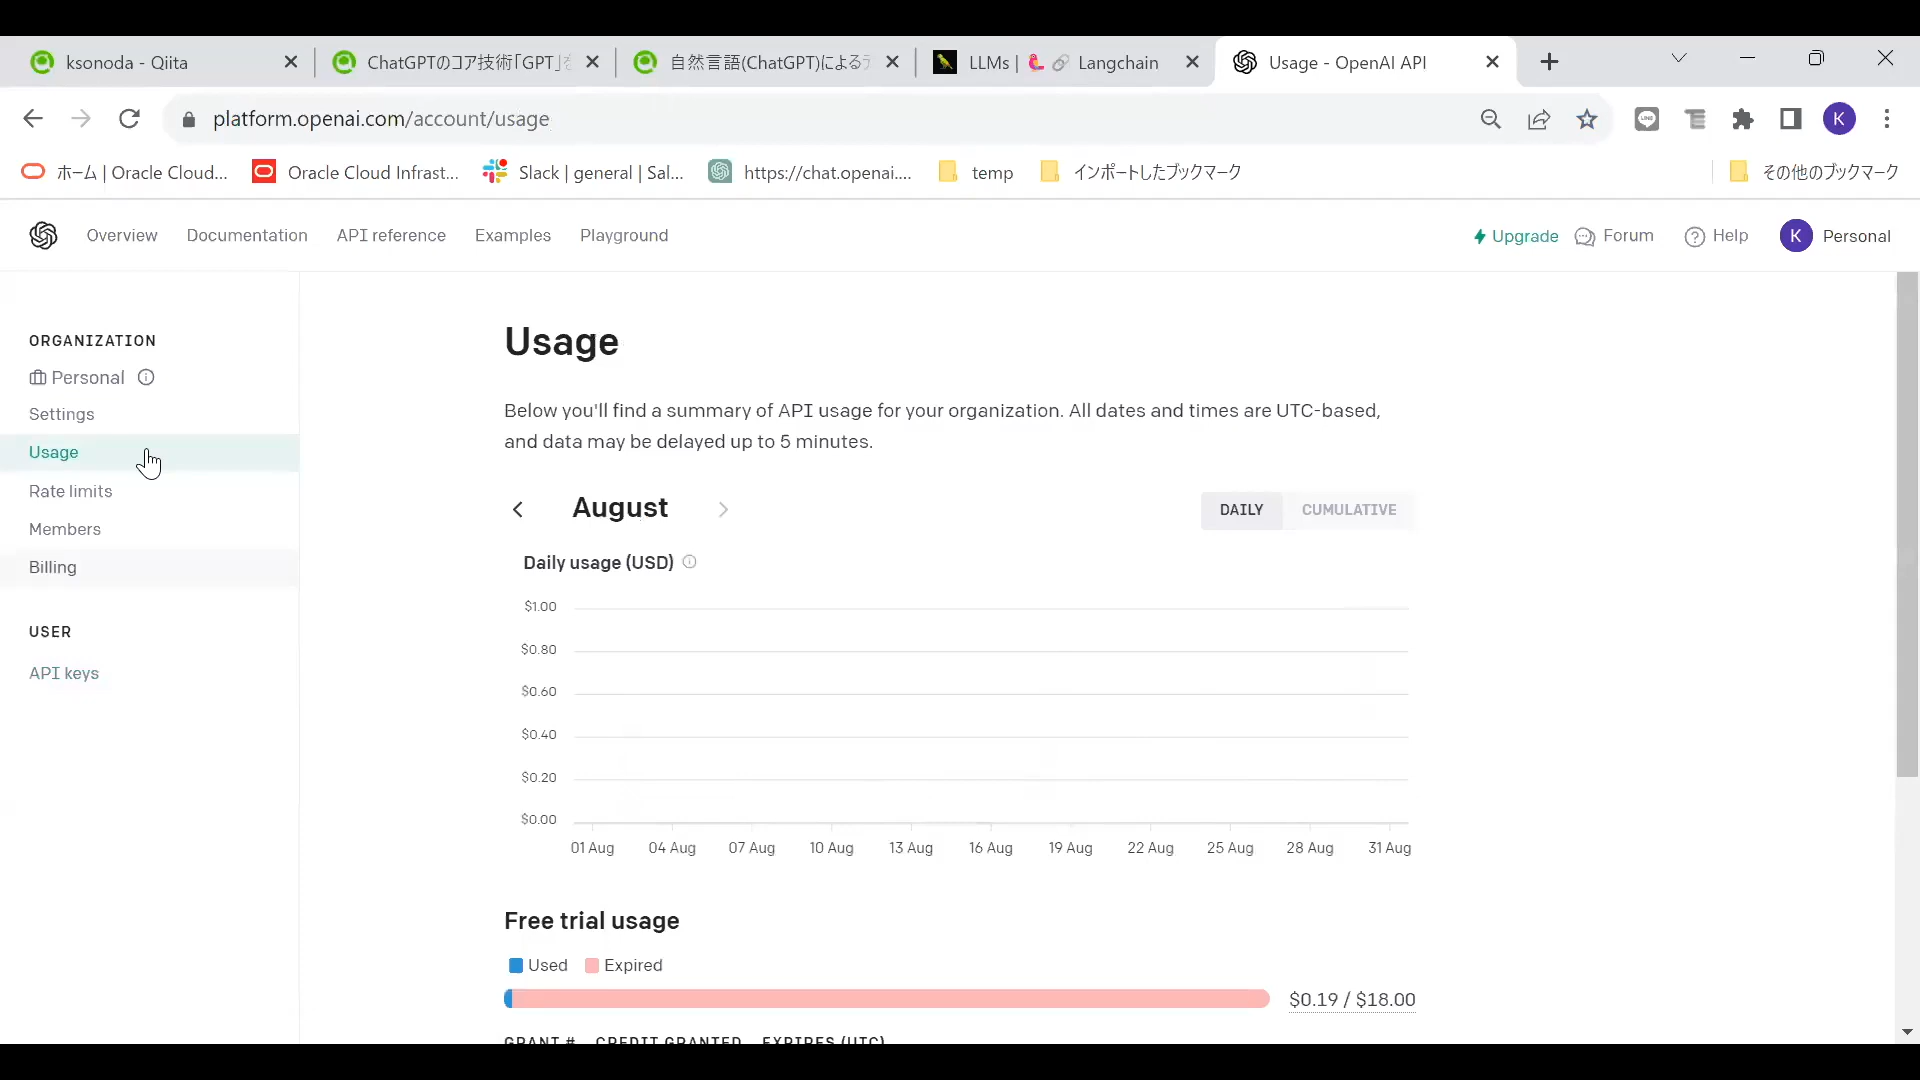 ksonoda - Qiita
ChatGPTのコア技術「GPT」を
自然言語(ChatGPT)によるデ
LLMs | 🦜️🔗 Langchain
Usage - OpenAI API
platform.openai.com/account/usage
K
ホーム | Oracle Cloud...
Oracle Cloud Infrast...
Slack | general | Sal...
https://chat.openai....
temp
インポートしたブックマーク
その他のブックマーク
Overview
Documentation
API reference
Examples
Playground
Upgrade
Forum
Help
K
Personal
ORGANIZATION
Personal
Settings
Usage
Rate limits
Members
Billing
USER
API keys
Usage
Below you'll find a summary of API usage for your organization. All dates and times are UTC-based,
and data may be delayed up to 5 minutes.
August
DAILY
CUMULATIVE
Daily usage (USD)
$1.00
$0.80
$0.60
$0.40
$0.20
$0.00
01 Aug
04 Aug
07 Aug
10 Aug
13 Aug
16 Aug
19 Aug
22 Aug
25 Aug
28 Aug
31 Aug
Free trial usage
Used
Expired
$0.19 / $18.00
GRANT #
CREDIT GRANTED
EXPIRES (UTC)